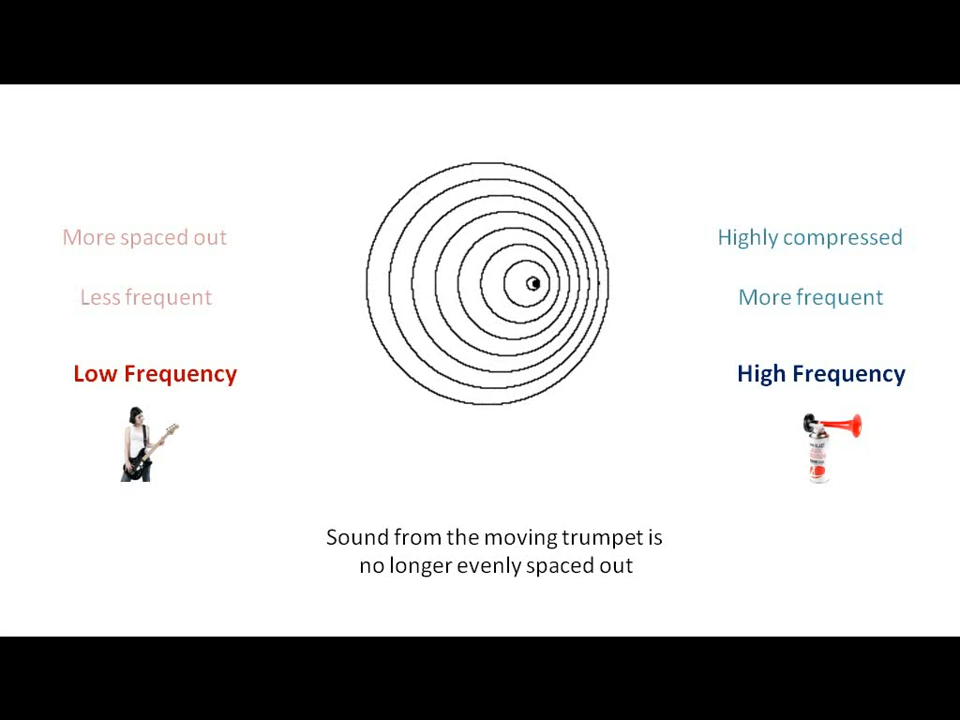 More spaced out
Highly compressed
Less frequent
More frequent
Low Frequency
High Frequency
Sound from the moving trumpet is
no longer evenly spaced out